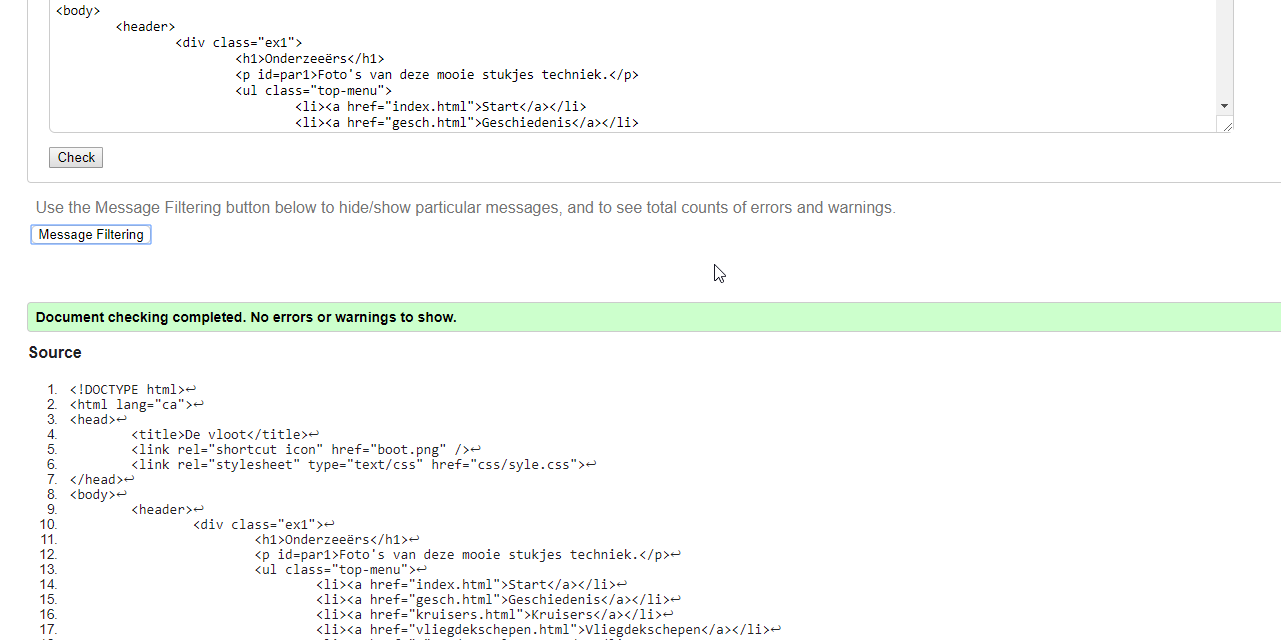 <body>
<header>
<div class="ex1">
<h1>Onderzeeërs</h1>
<p id=par1>Foto's van deze mooie stukjes techniek.</p>
<ul class="top-menu">
<li><a href="index.html">Start</a></li>
<li><a href="gesch.html">Geschiedenis</a></li>
Check
Use the Message Filtering button below to hide/show particular messages, and to see total counts of errors and warnings.
Message Filtering
Document checking completed. No errors or warnings to show.
Source
1. <!DOCTYPE html>↩
2. <html lang="ca">↩
3. <head>↩
4. <title>De vloot</title>↩
5. <link rel="shortcut icon" href="boot.png" />↩
6. <link rel="stylesheet" type="text/css" href="css/syle.css">↩
7. </head>↩
8. <body>↩
9. <header>↩
10. <div class="ex1">↩
11. <h1>Onderzeeërs</h1>↩
12. <p id=par1>Foto's van deze mooie stukjes techniek.</p>↩
13. <ul class="top-menu">↩
14. <li><a href="index.html">Start</a></li>↩
15. <li><a href="gesch.html">Geschiedenis</a></li>↩
16. <li><a href="kruisers.html">Kruisers</a></li>↩
17. <li><a href="vliegdekschepen.html">Vliegdekschepen</a></li>↩